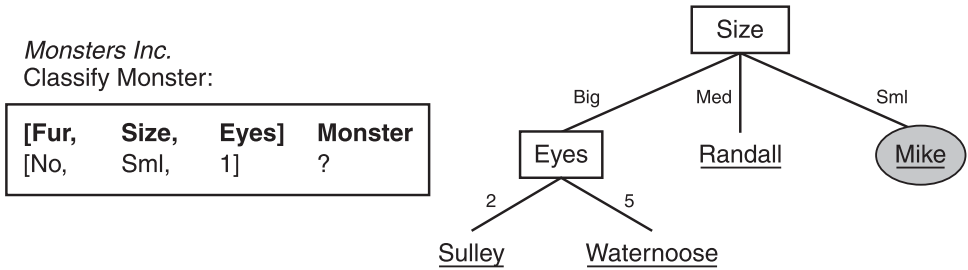 Monsters Inc.
Classify Monster:
[Fur, Size, Eyes] Monster
[No, Sml, 1] ?
Size
Big Med Sml
Eyes Randall Mike
2 5
Sulley Waternoose